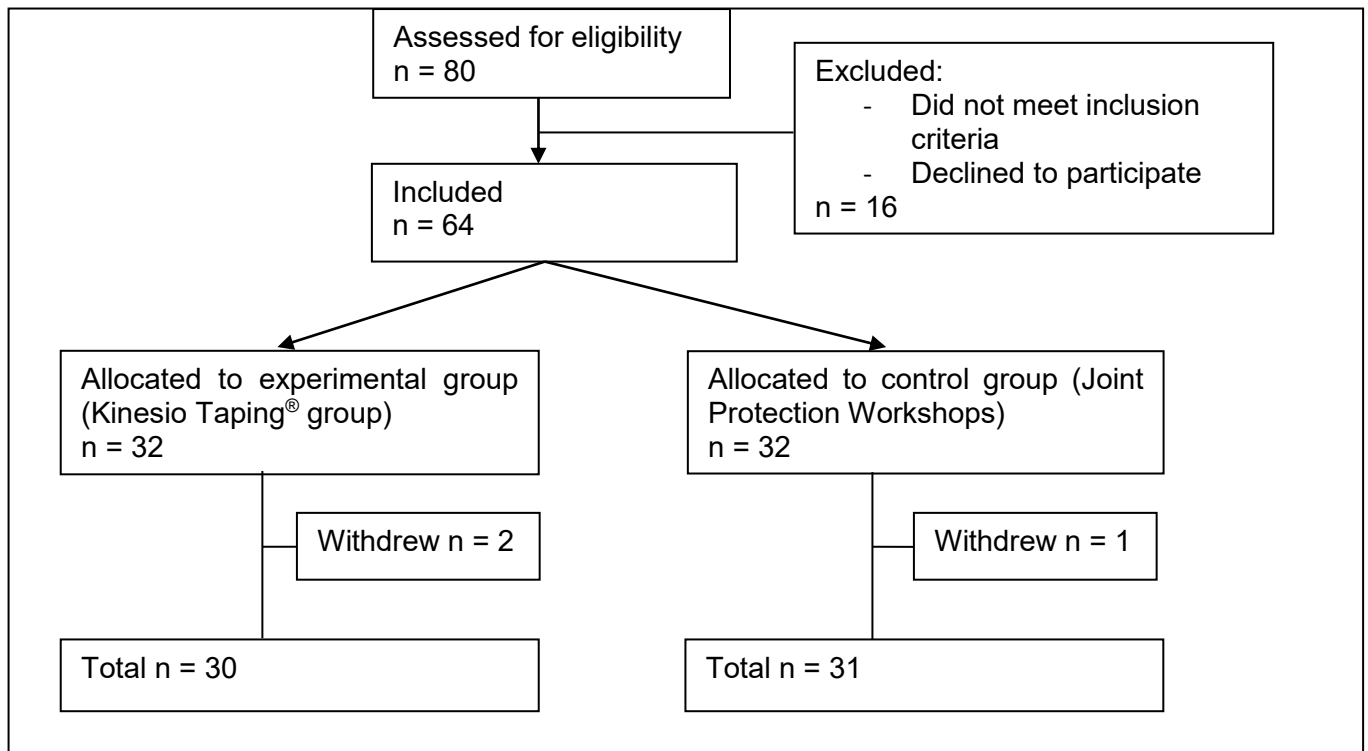 Assessed for eligibility
n = 80
Excluded:
- Did not meet inclusion
criteria
- Declined to participate
n = 16
Included
n = 64
Allocated to experimental group
(Kinesio Taping® group)
n = 32
Allocated to control group (Joint
Protection Workshops)
n = 32
Withdrew n = 2
Withdrew n = 1
Total n = 30
Total n = 31